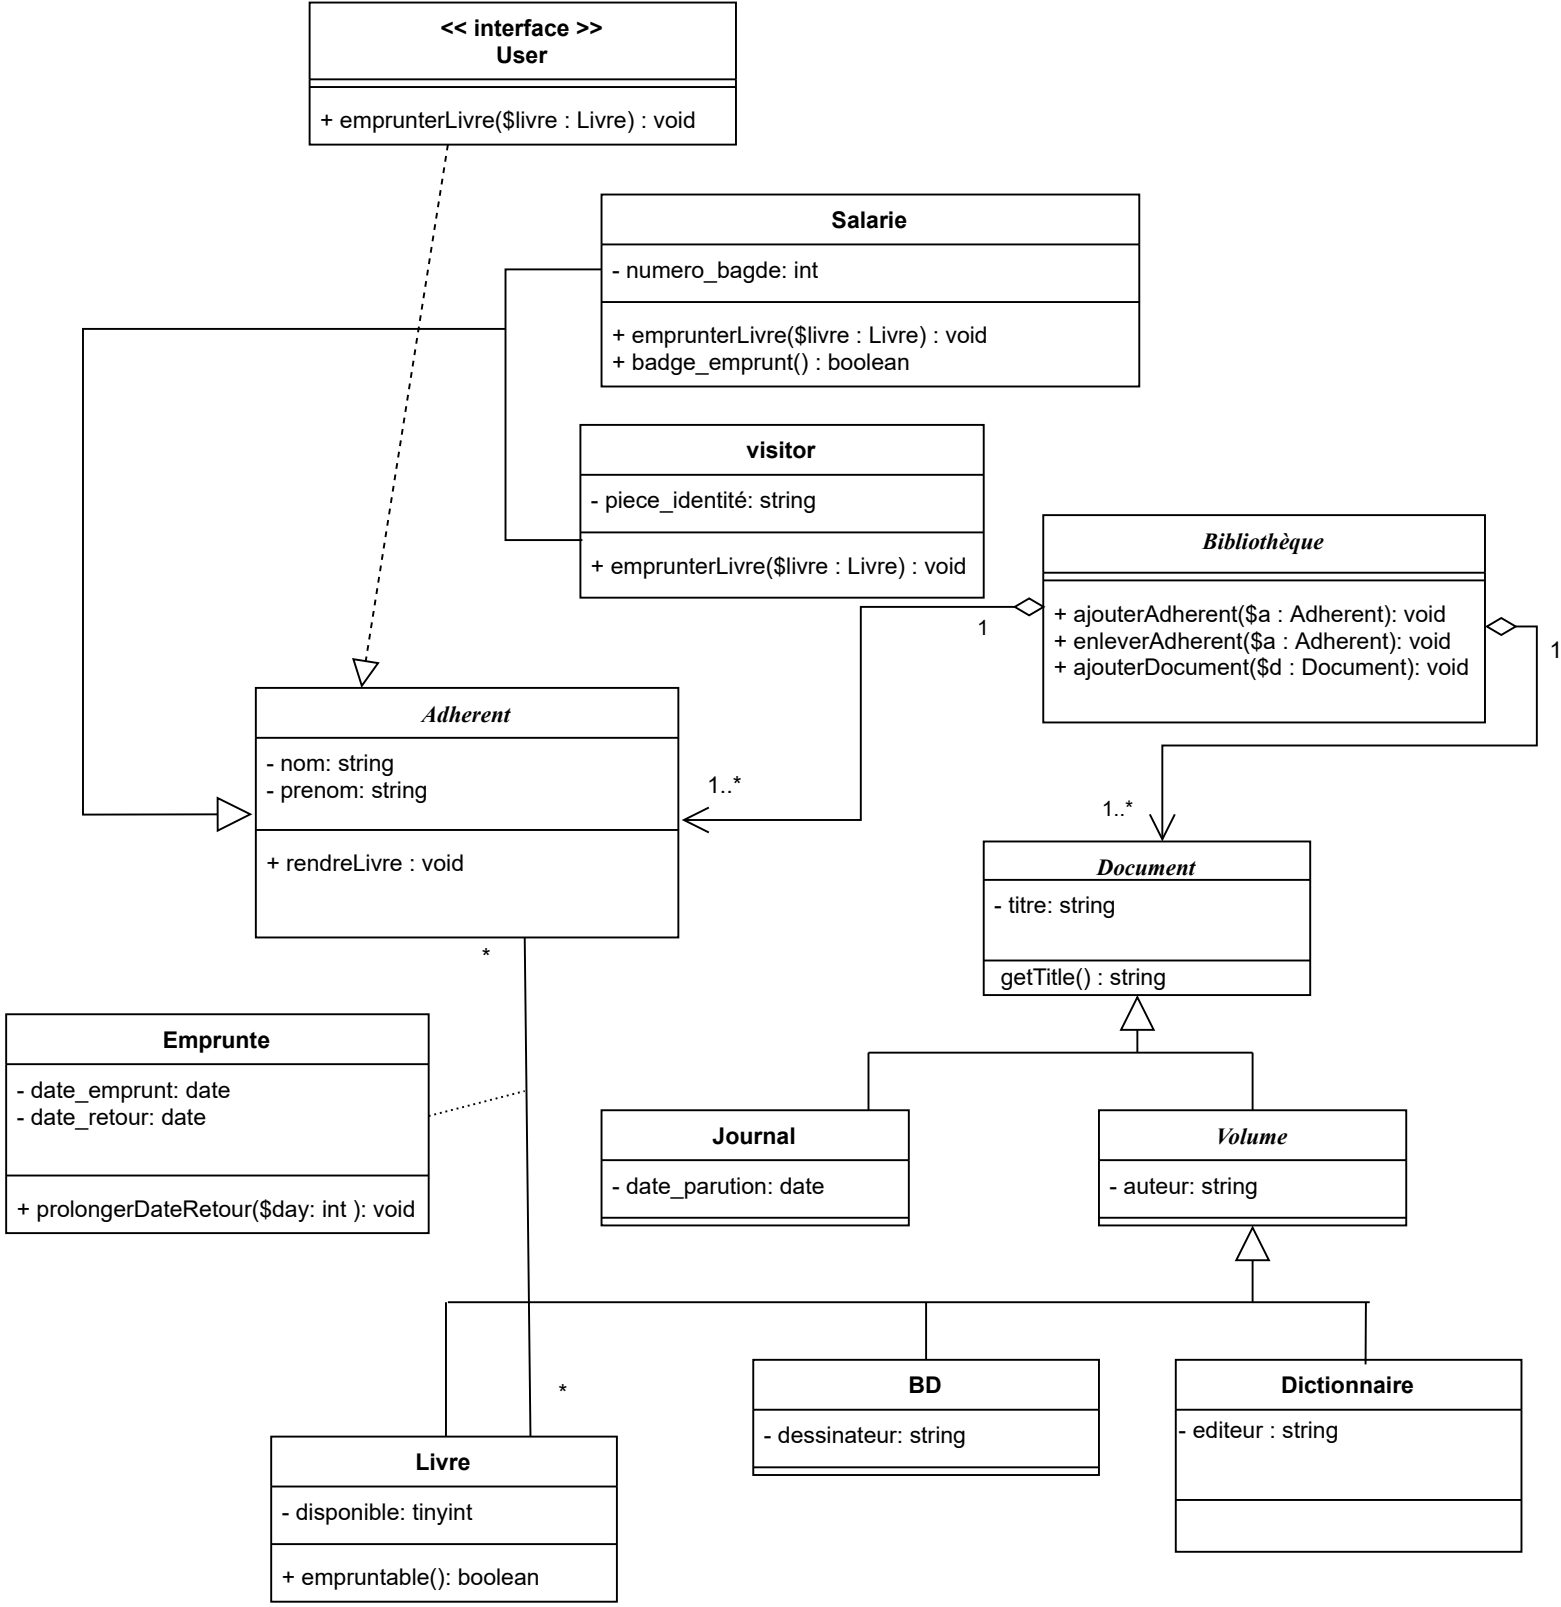 << interface >>
User
+ emprunterLivre($livre : Livre) : void
Salarie
- numero_bagde: int
+ emprunterLivre($livre : Livre) : void
+ badge_emprunt() : boolean
visitor
- piece_identité: string
+ emprunterLivre($livre : Livre) : void
Bibliothèque
+ ajouterAdherent($a : Adherent): void
+ enleverAdherent($a : Adherent): void
+ ajouterDocument($d : Document): void
1
1
Adherent
- nom: string
- prenom: string
+ rendreLivre : void
1..*
1..*
Document
- titre: string
getTitle() : string
*
Emprunte
- date_emprunt: date
- date_retour: date
+ prolongerDateRetour($day: int ): void
Journal
- date_parution: date
Volume
- auteur: string
*
Livre
- disponible: tinyint
+ empruntable(): boolean
BD
- dessinateur: string
Dictionnaire
- editeur : string